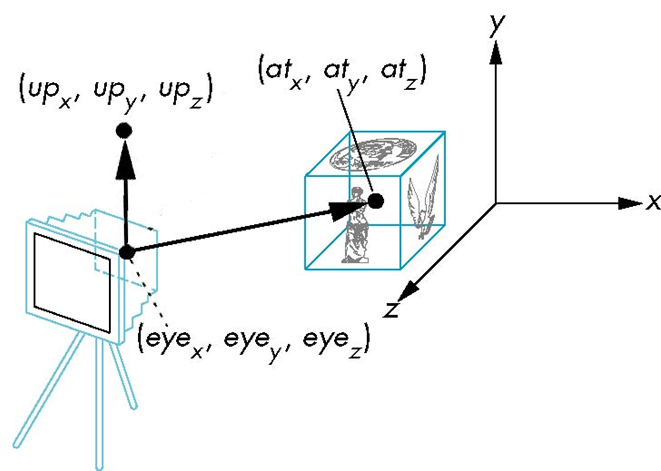 y
(at_x, at_y, at_z)
(up_x, up_y, up_z)
x
z
(eye_x, eye_y, eye_z)